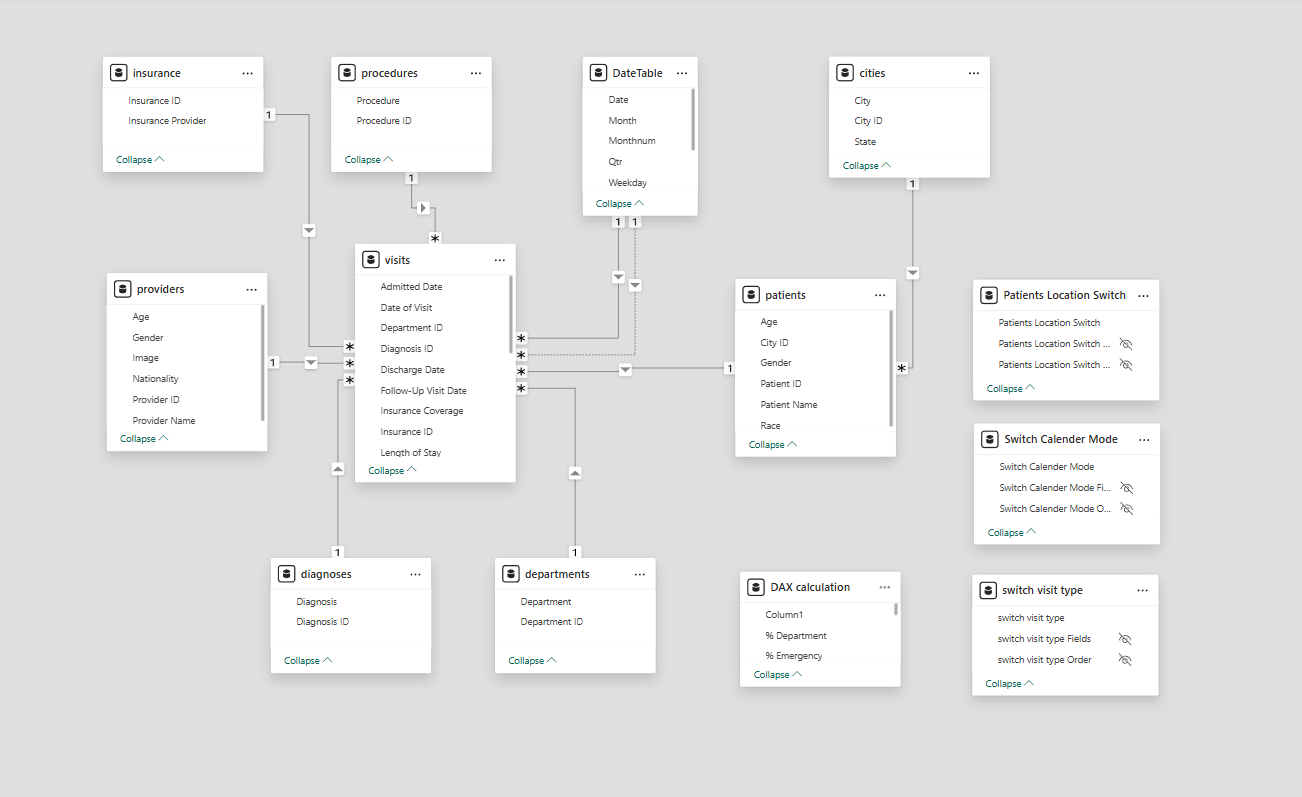 insurance ...
Insurance ID
Insurance Provider
Collapse
procedures ...
Procedure
Procedure ID
Collapse
DateTable ...
Date
Month
Monthnum
Qtr
Weekday
Collapse
cities ...
City
City ID
State
Collapse
1
1
*
1 1
1
providers ...
Age
Gender
Image
Nationality
Provider ID
Provider Name
Collapse
1
*
*
*
visits ...
Admitted Date
Date of Visit
Department ID
Diagnosis ID
Discharge Date
Follow-Up Visit Date
Insurance Coverage
Insurance ID
Length of Stay
Collapse
*
*
*
*
1
patients ...
Age
City ID
Gender
Patient ID
Patient Name
Race
Collapse
*
Patients Location Switch ...
Patients Location Switch
Patients Location Switch ...
Patients Location Switch ...
Collapse
Switch Calender Mode ...
Switch Calender Mode
Switch Calender Mode Fi...
Switch Calender Mode O...
Collapse
1
diagnoses ...
Diagnosis
Diagnosis ID
Collapse
1
departments ...
Department
Department ID
Collapse
DAX calculation ...
Column1
% Department
% Emergency
Collapse
switch visit type ...
switch visit type
switch visit type Fields
switch visit type Order
Collapse